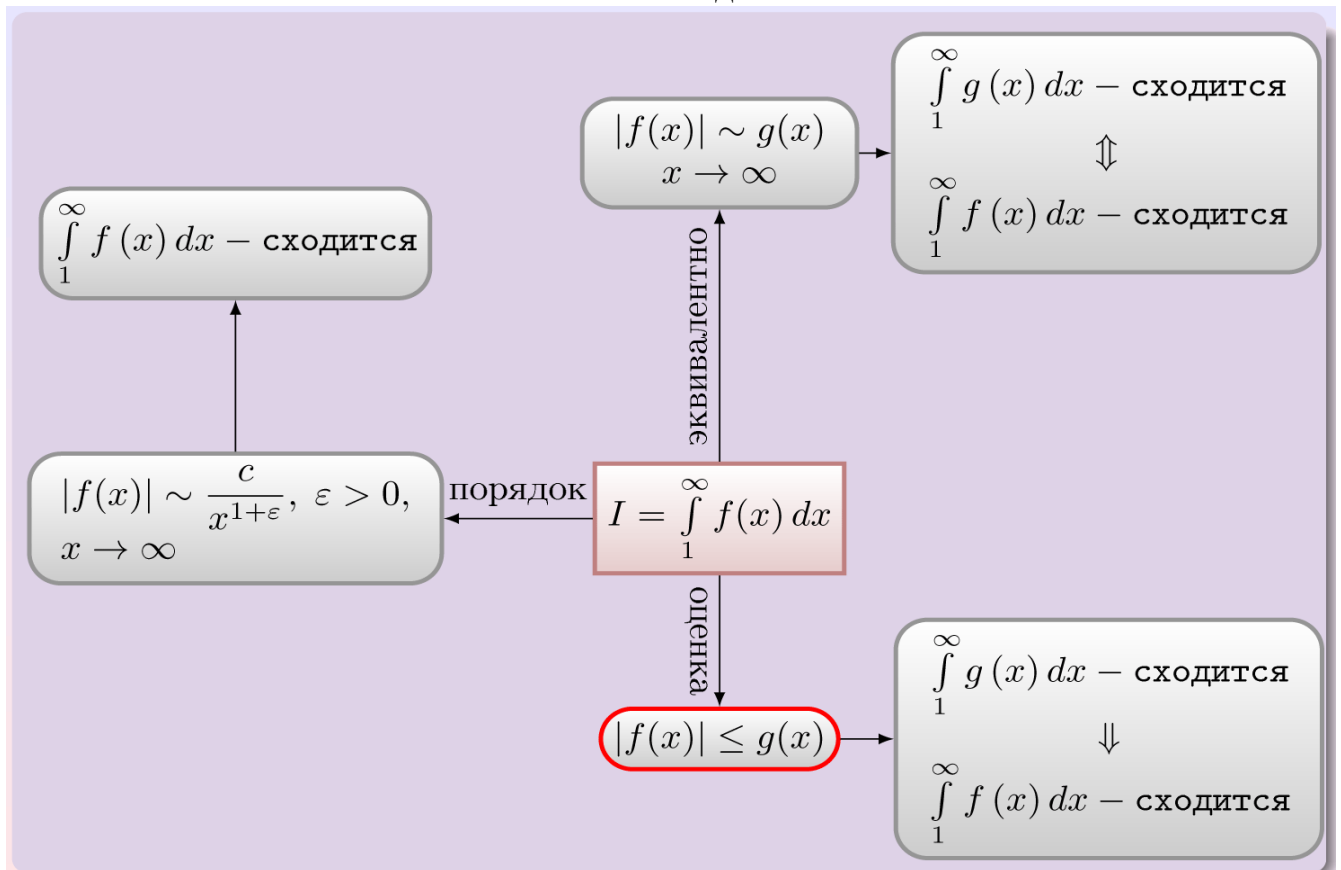 ∫₁^∞ g (x) dx − сходится
⇕
∫₁^∞ f (x) dx − сходится
|f(x)| ∼ g(x)
x → ∞
∫₁^∞ f (x) dx − сходится
эквивалентно
|f(x)| ∼ c/x^{1+ε}, ε > 0,
x → ∞
порядок
I = ∫₁^∞ f(x) dx
оценка
|f(x)| ≤ g(x)
∫₁^∞ g (x) dx − сходится
⇓
∫₁^∞ f (x) dx − сходится